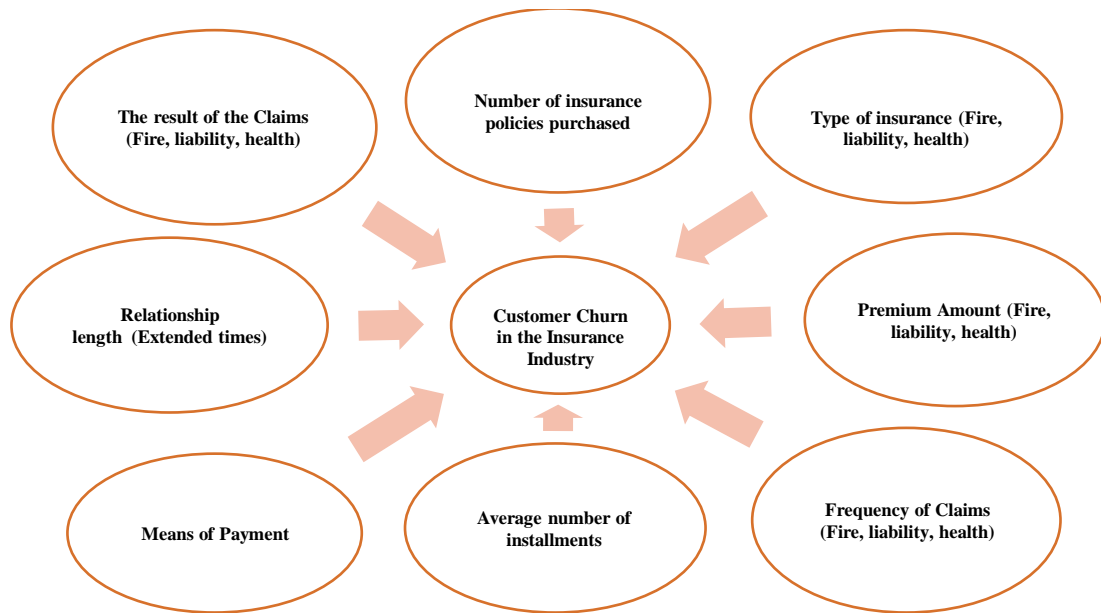 The result of the Claims
(Fire, liability, health)
Number of insurance
policies purchased
Type of insurance (Fire,
liability, health)
Relationship
length (Extended times)
Customer Churn
in the Insurance
Industry
Premium Amount (Fire,
liability, health)
Means of Payment
Average number of
installments
Frequency of Claims
(Fire, liability, health)